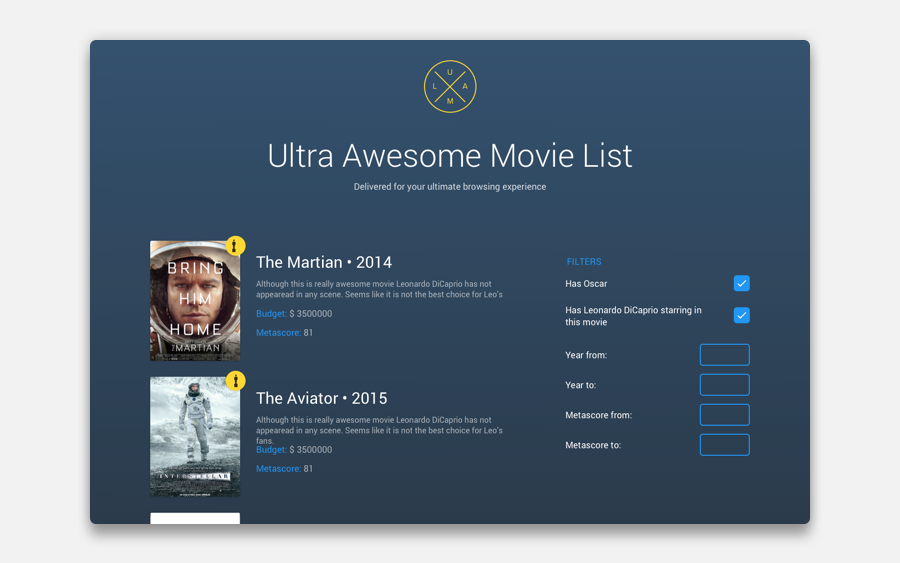 U
L A
M
Ultra Awesome Movie List
Delivered for your ultimate browsing experience
BRING
HIM
HOME
THE MARTIAN
The Martian • 2014
Although this is really awesome movie Leonardo DiCaprio has not
appearead in any scene. Seems like it is not the best choice for Leo's
Budget: $ 3500000
Metascore: 81
INTERSTELLAR
The Aviator • 2015
Although this is really awesome movie Leonardo DiCaprio has not
appearead in any scene. Seems like it is not the best choice for Leo's
fans.
Budget: $ 3500000
Metascore: 81
FILTERS
Has Oscar
Has Leonardo DiCaprio starring in
this movie
Year from:
Year to:
Metascore from:
Metascore to: